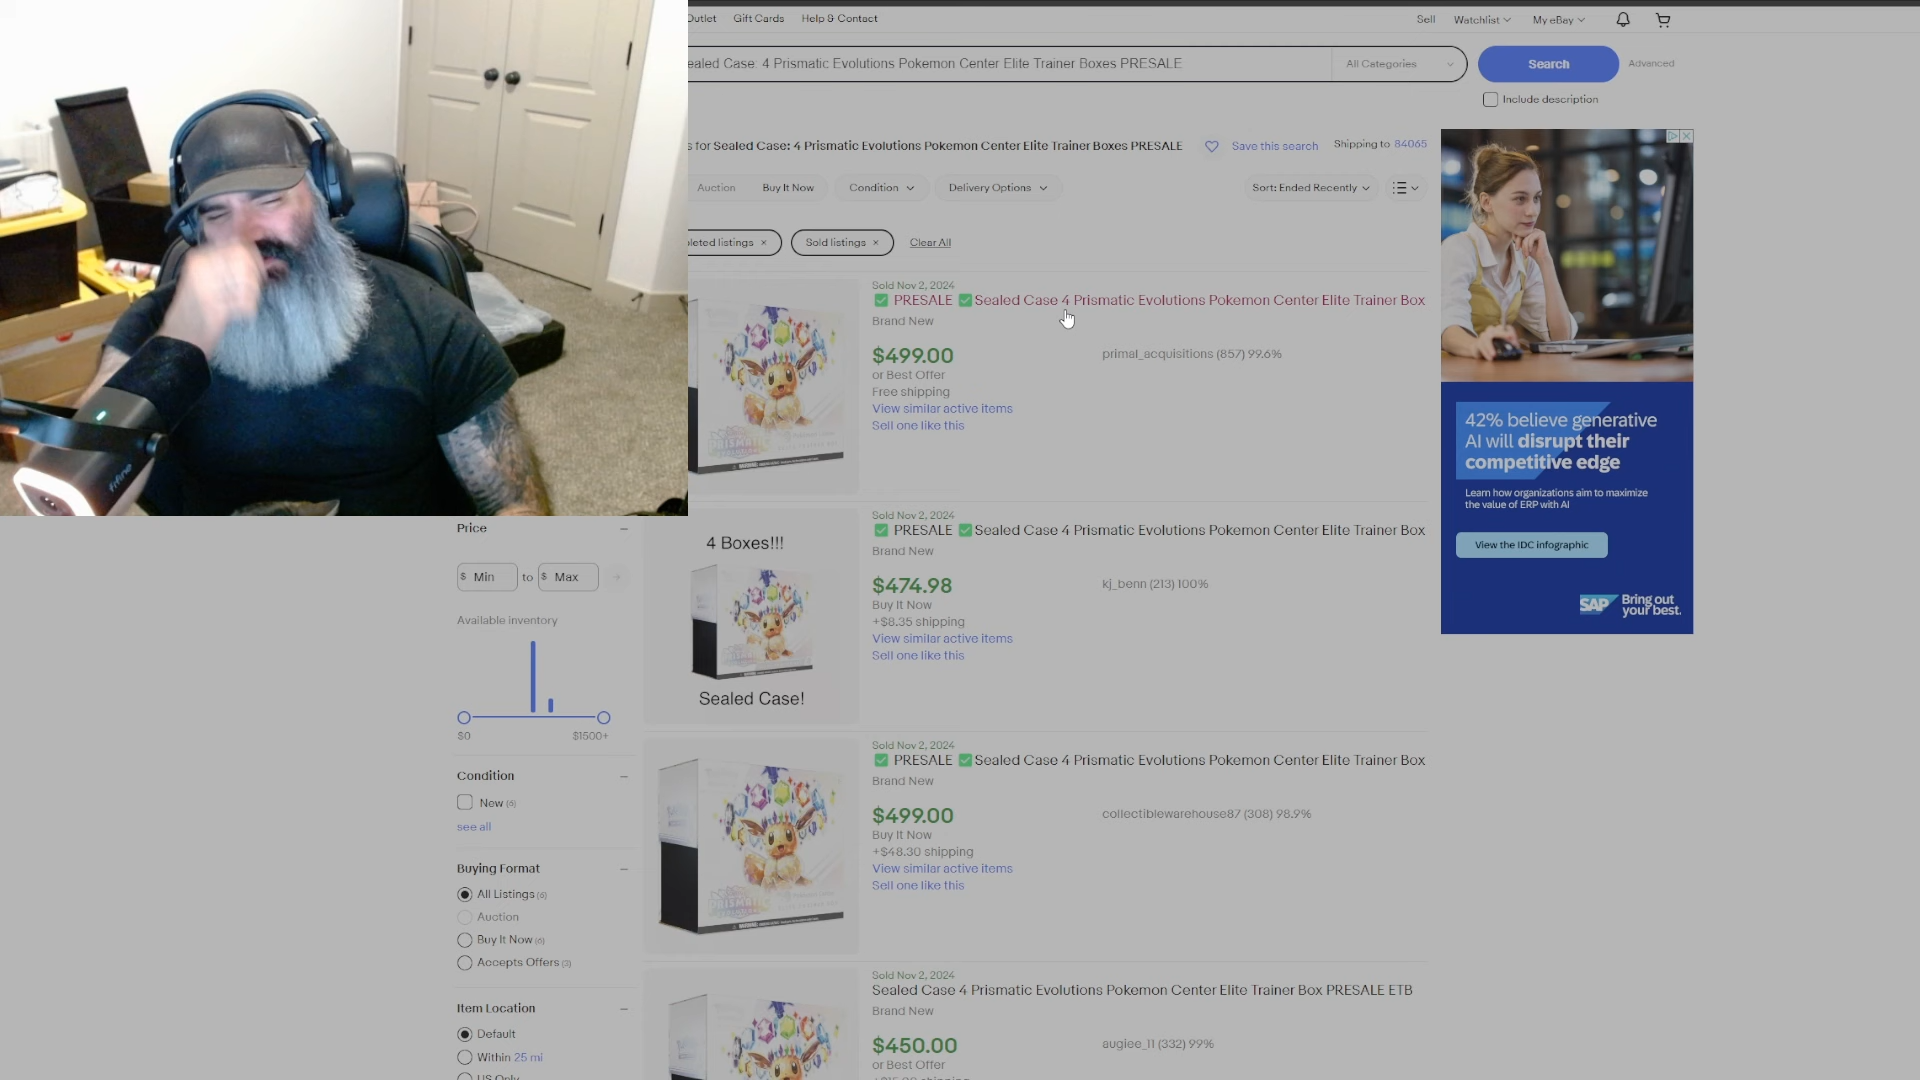 Outlet Gift Cards Help & Contact
Sell Watchlist My eBay
Sealed Case: 4 Prismatic Evolutions Pokemon Center Elite Trainer Boxes PRESALE
All Categories
Search
Advanced
Include description
s for Sealed Case: 4 Prismatic Evolutions Pokemon Center Elite Trainer Boxes PRESALE
Save this search
Shipping to 84065
Auction Buy It Now Condition Delivery Options
Sort: Ended Recently
pleted listings × Sold listings × Clear All
Sold Nov 2, 2024
✅ PRESALE ✅Sealed Case 4 Prismatic Evolutions Pokemon Center Elite Trainer Box
Brand New
$499.00
or Best Offer
Free shipping
View similar active items
Sell one like this
primal_acquisitions (857) 99.6%
4 Boxes!!!
Sealed Case!
Sold Nov 2, 2024
✅ PRESALE ✅Sealed Case 4 Prismatic Evolutions Pokemon Center Elite Trainer Box
Brand New
$474.98
Buy It Now
+$8.35 shipping
View similar active items
Sell one like this
kj_benn (213) 100%
PRISMATIC
Sold Nov 2, 2024
✅ PRESALE ✅Sealed Case 4 Prismatic Evolutions Pokemon Center Elite Trainer Box
Brand New
$499.00
Buy It Now
+$48.30 shipping
View similar active items
Sell one like this
collectiblewarehouse87 (308) 98.9%
Sold Nov 2, 2024
Sealed Case 4 Prismatic Evolutions Pokemon Center Elite Trainer Box PRESALE ETB
Brand New
$450.00
or Best Offer
augiee_11 (332) 99%
Price
$ Min to $ Max
Available inventory
$0 $1500+
Condition
New (6)
see all
Buying Format
All Listings (6)
Auction
Buy It Now (6)
Accepts Offers (3)
Item Location
Default
Within 25 mi
US Only
42% believe generative
AI will disrupt their
competitive edge
Learn how organizations aim to maximize
the value of ERP with AI
View the IDC infographic
SAP Bring out
your best.
fifine